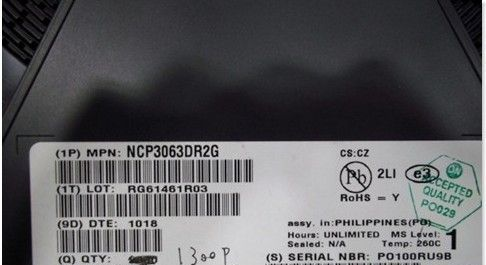 (1P) MPN: NCP3063DR2G
CS:CZ
(1T) LOT: RG61461R03
Pb 2LI e3
RoHS = Y
ACCEPTED
QUALITY
PO029
(9D) DTE: 1018
assy. in:PHILIPPINES(PG)
Hours: UNLIMITED MS Level: 1
Sealed: N/A Temp: 260C
(Q) QTY: 1300P
(S) SERIAL NBR: PO100RU9B